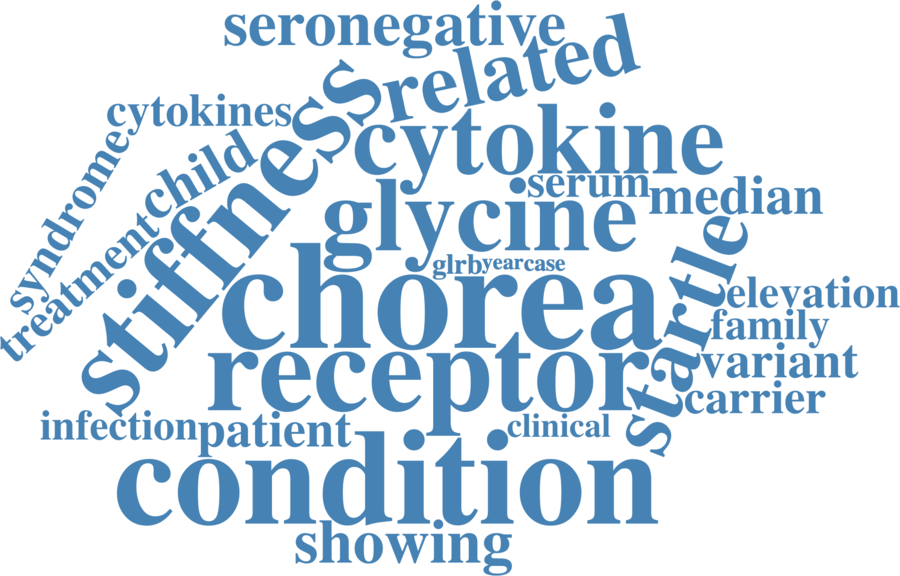 seronegative
related
cytokines
stiffness
cytokine
child
syndrome
serum
median
glycine
treatment
startle
glrb
year
case
chorea
elevation
family
receptor
variant
carrier
infection
patient
clinical
condition
showing